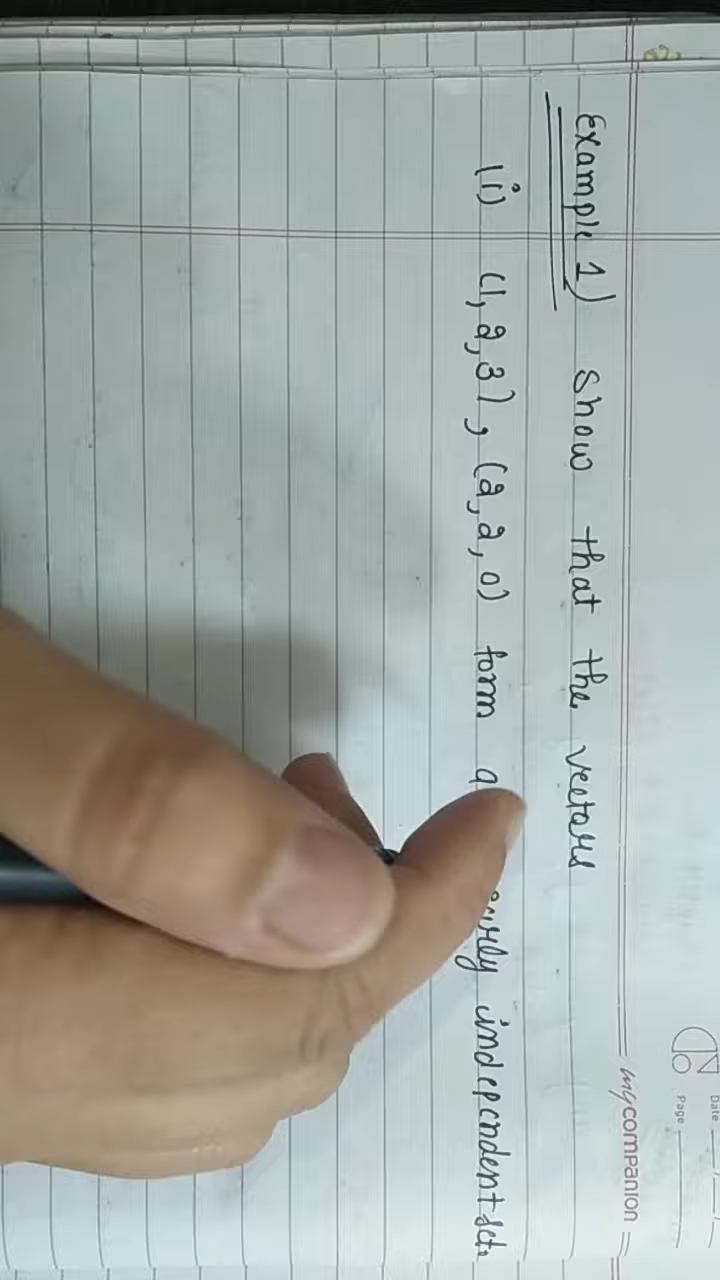 Date
Page
mycompanion
Example 1) Show that the vectors
(i) (1, 2, 3), (2, 2, 0) form a independent set.